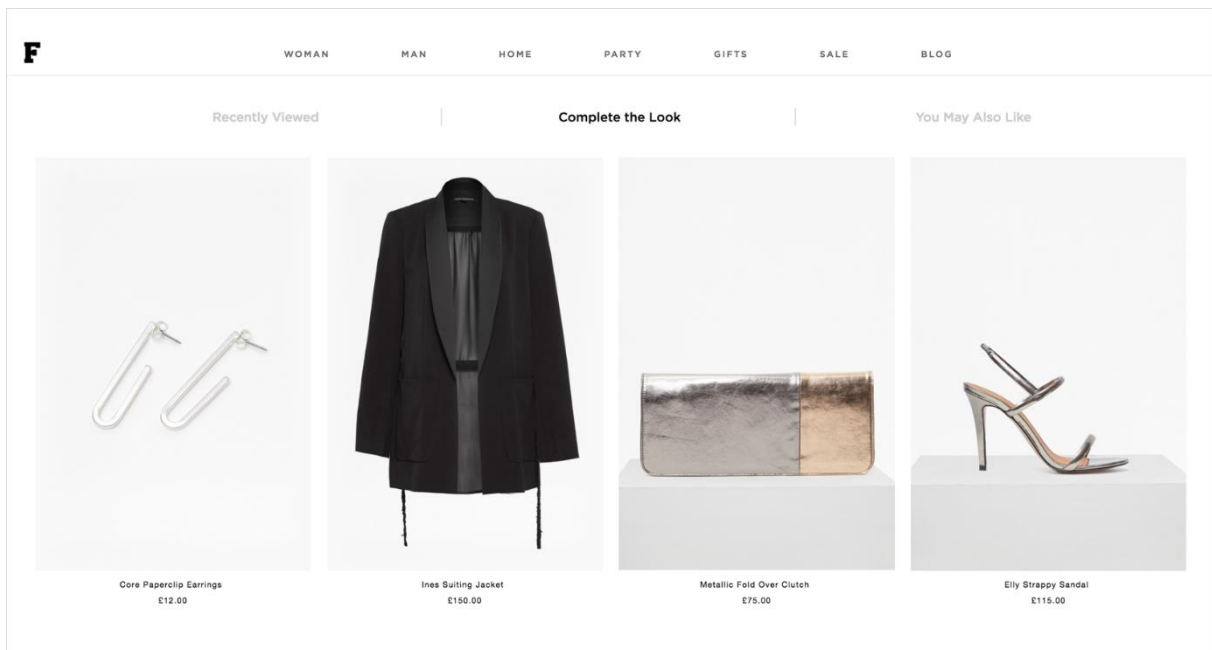 F
WOMAN MAN HOME PARTY GIFTS SALE BLOG
Recently Viewed Complete the Look You May Also Like
Core Paperclip Earrings
£12.00
Ines Suiting Jacket
£150.00
Metallic Fold Over Clutch
£75.00
Elly Strappy Sandal
£115.00